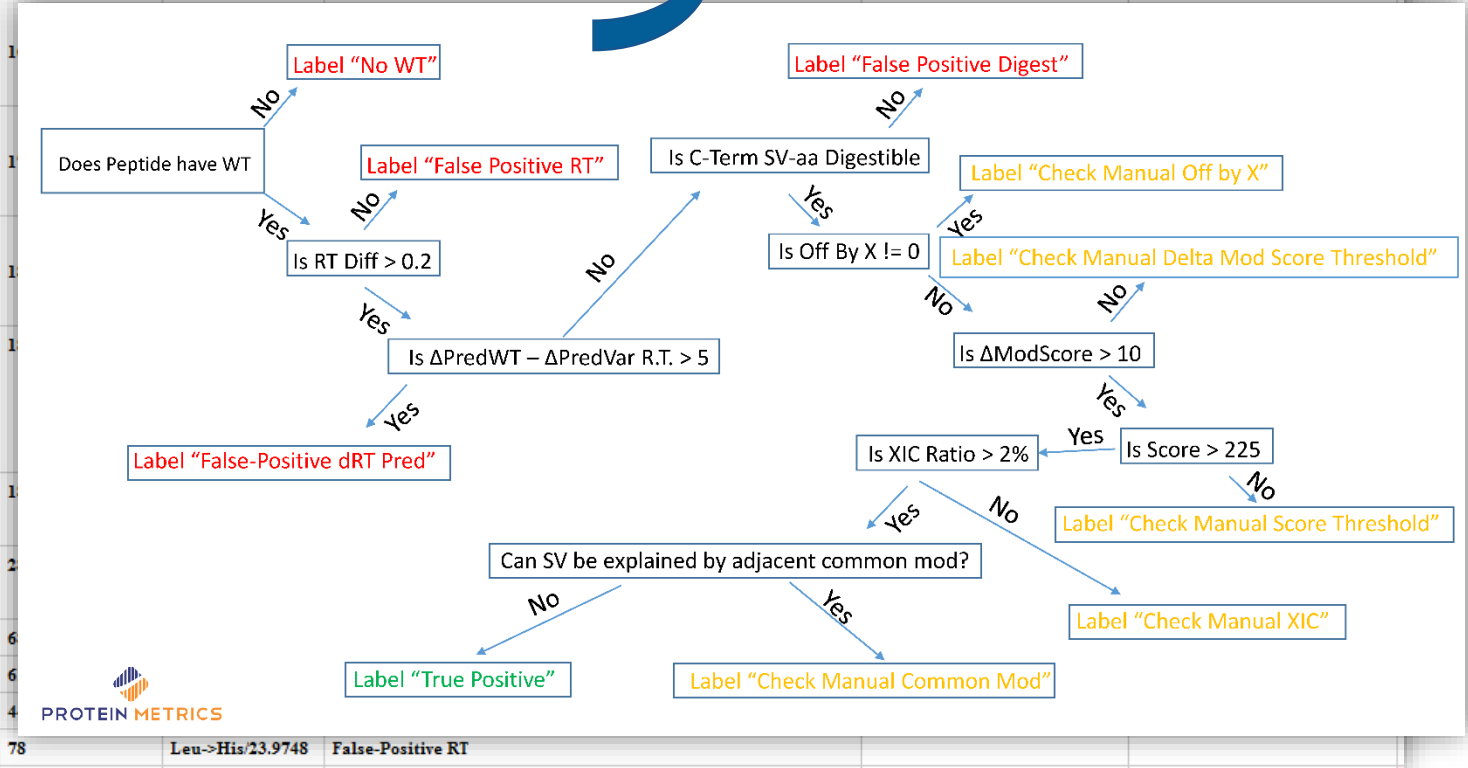 Label “No WT”
Label “False Positive Digest”
No
No
Does Peptide have WT
Label “False Positive RT”
Is C-Term SV-aa Digestible
Label “Check Manual Off by X”
Yes
No
Yes
Yes
Is RT Diff > 0.2
No
Is Off By X != 0
Label “Check Manual Delta Mod Score Threshold”
Yes
No
No
Is ΔPredWT – ΔPredVar R.T. > 5
Is ΔModScore > 10
Yes
Yes
Label “False-Positive dRT Pred”
Is XIC Ratio > 2%
Yes
Is Score > 225
No
Yes
No
Label “Check Manual Score Threshold”
Can SV be explained by adjacent common mod?
No
Yes
Label “Check Manual XIC”
Label “True Positive”
Label “Check Manual Common Mod”
PROTEIN METRICS
78 Leu->His/23.9748 False-Positive RT